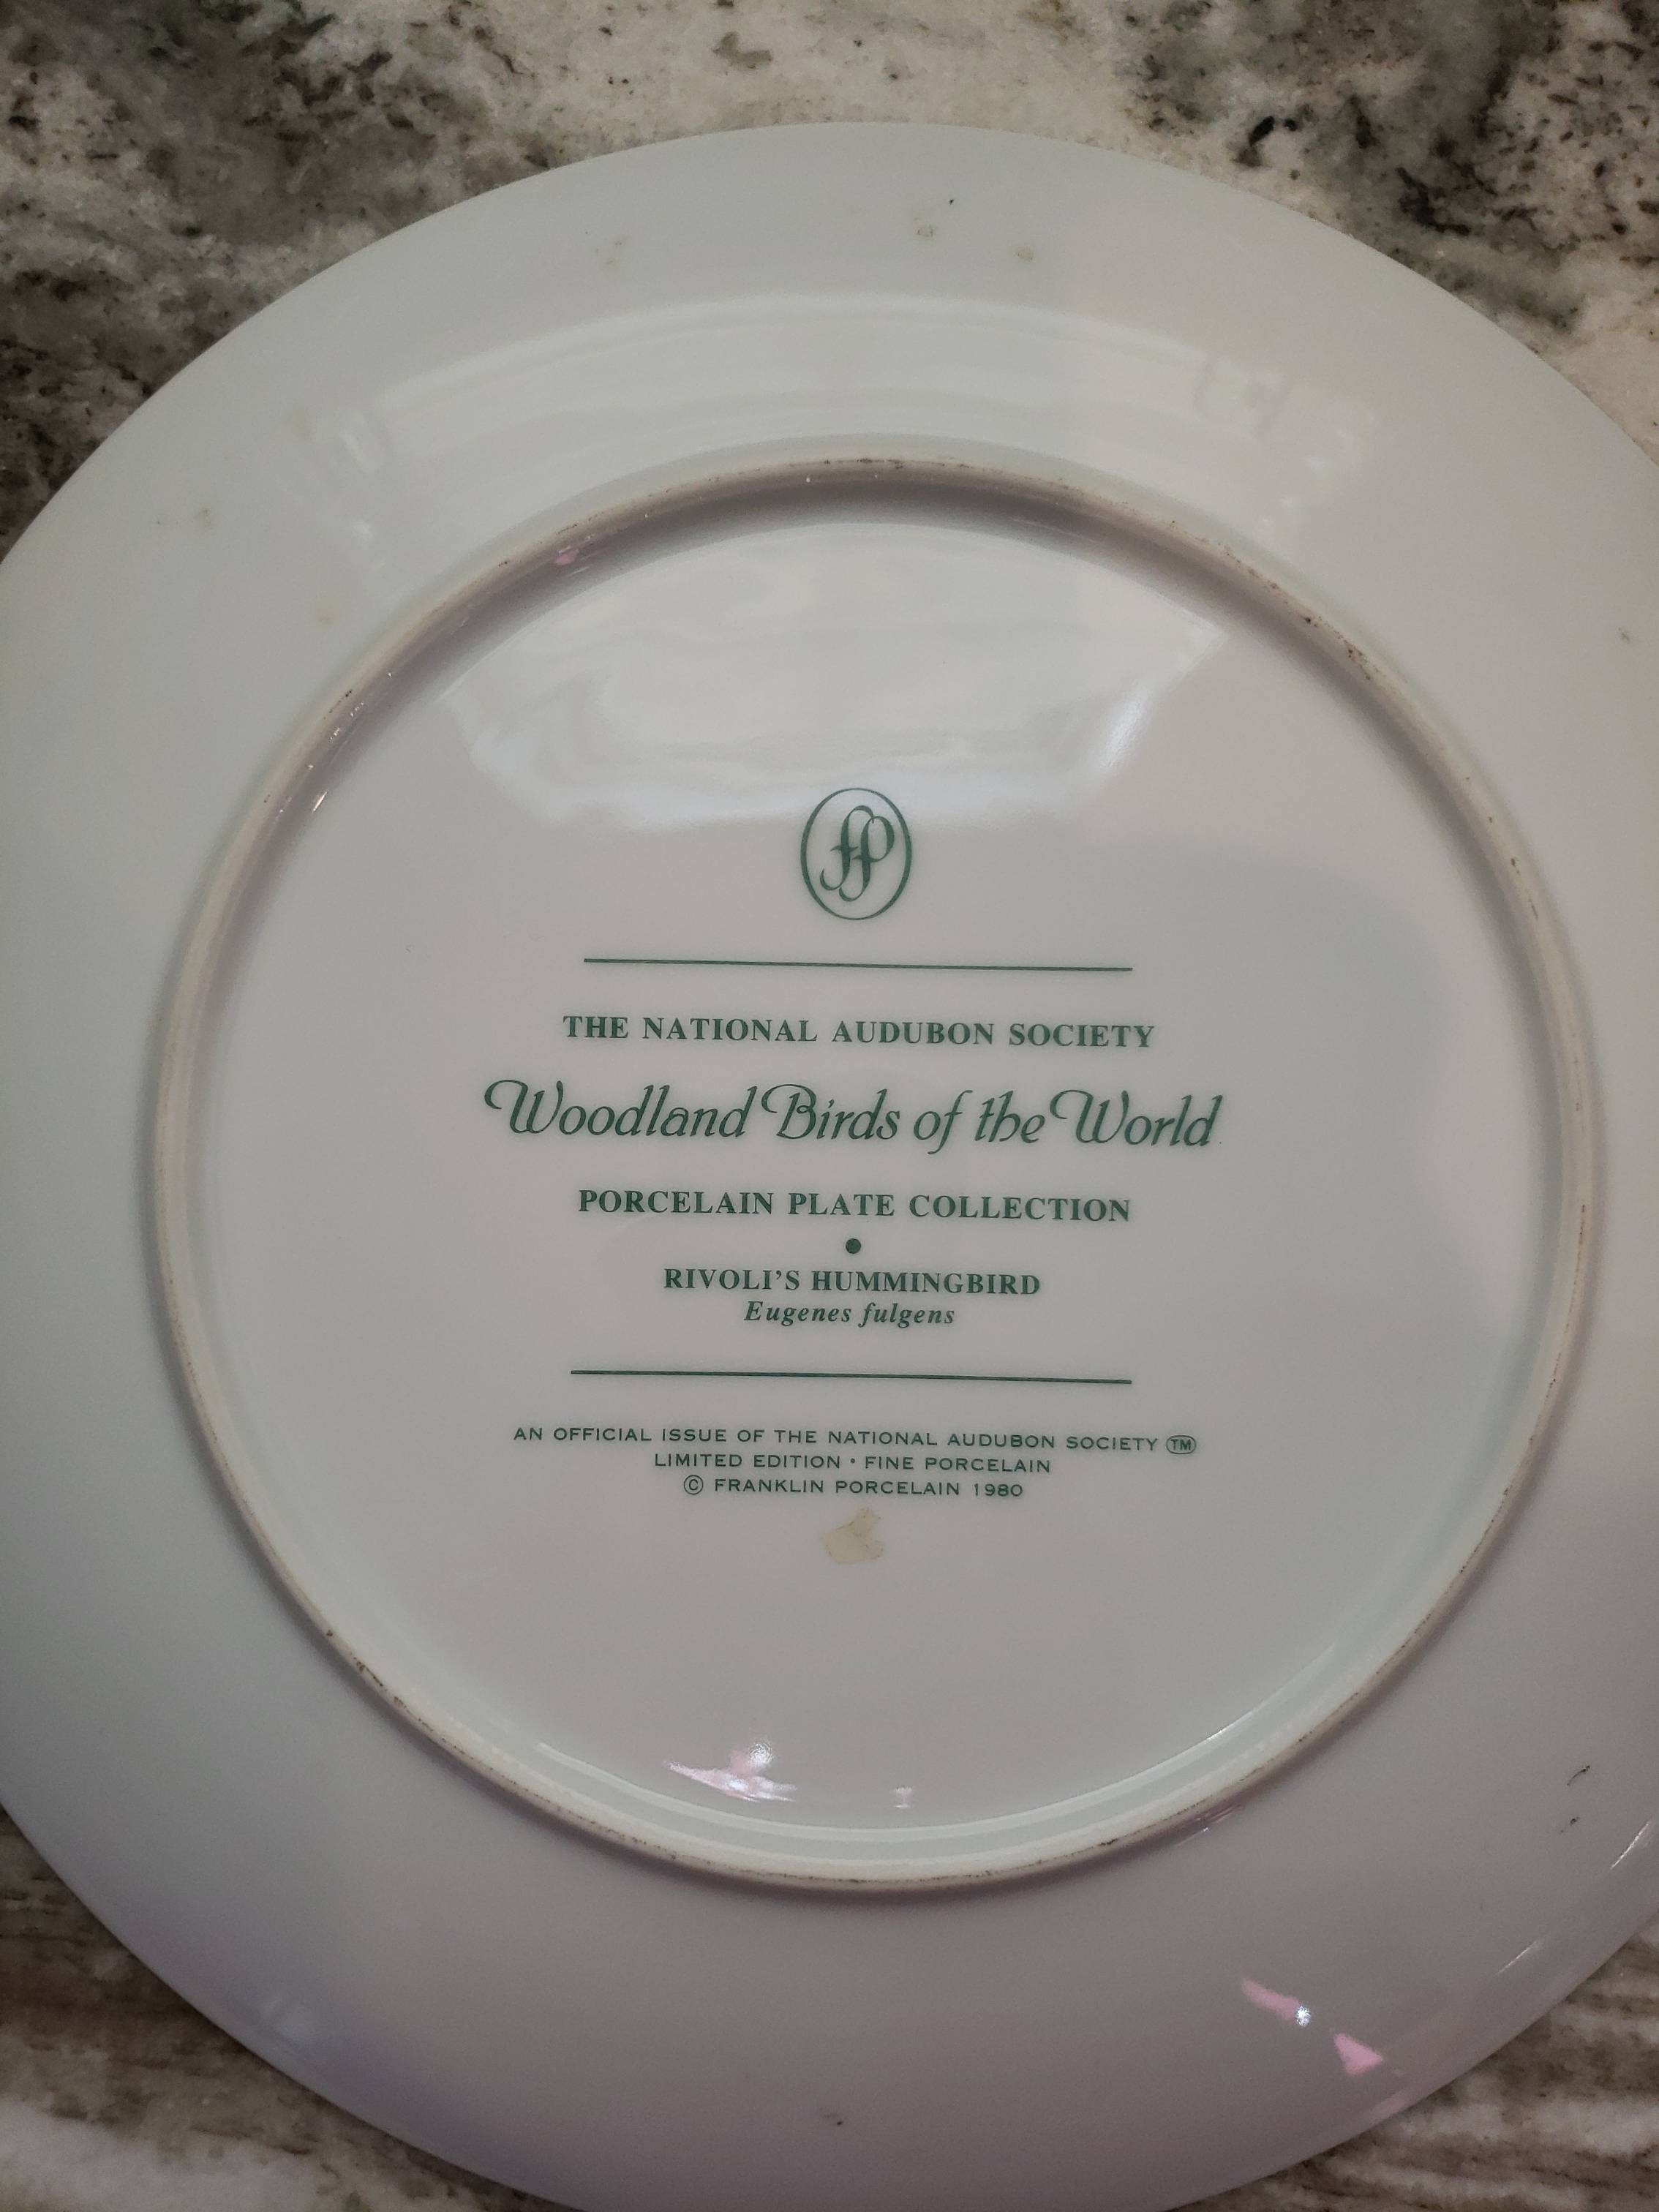 FP
THE NATIONAL AUDUBON SOCIETY
Woodland Birds of the World
PORCELAIN PLATE COLLECTION
•
RIVOLI'S HUMMINGBIRD
Eugenes fulgens
AN OFFICIAL ISSUE OF THE NATIONAL AUDUBON SOCIETY ™
LIMITED EDITION • FINE PORCELAIN
© FRANKLIN PORCELAIN 1980